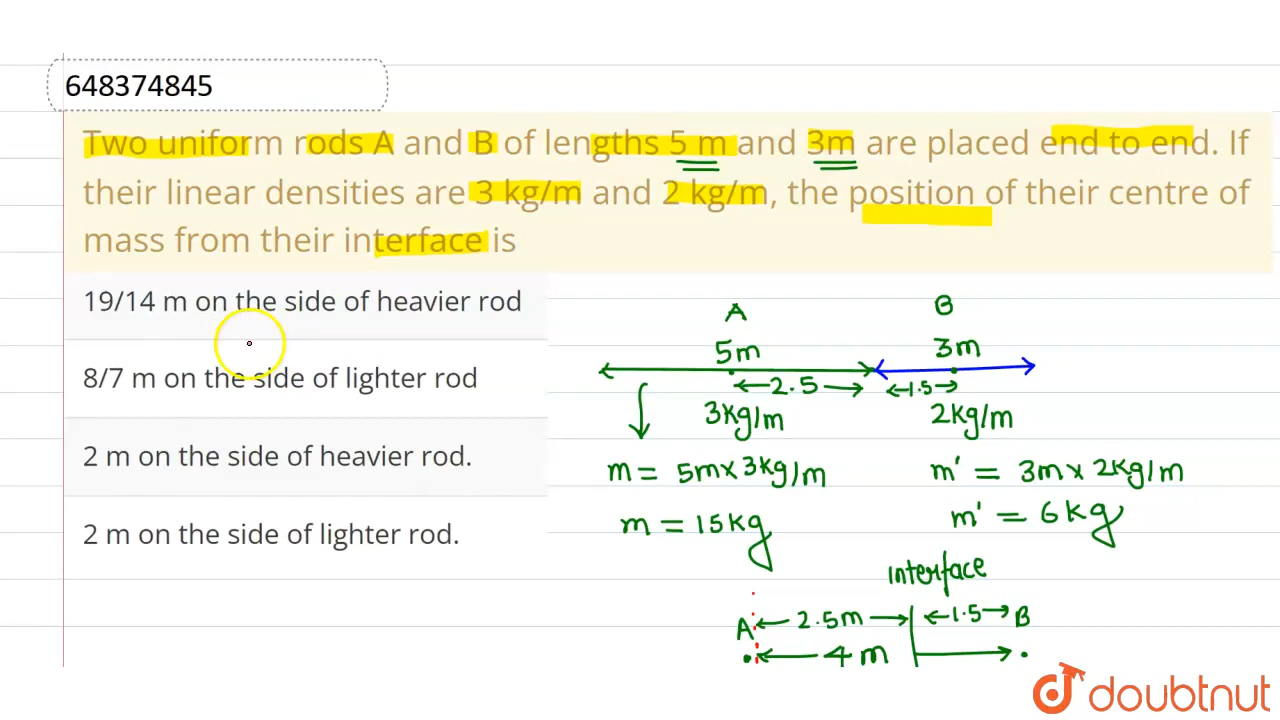 648374845
Two uniform rods A and B of lengths 5 m and 3m are placed end to end. If
their linear densities are 3 kg/m and 2 kg/m, the position of their centre of
mass from their interface is
19/14 m on the side of heavier rod
8/7 m on the side of lighter rod
2 m on the side of heavier rod.
2 m on the side of lighter rod.
A B
5m 3m
2.5 1.5
3kg/m 2kg/m
m = 5m x 3kg/m m' = 3m x 2kg/m
m = 15kg m' = 6kg
interface
A 2.5m 1.5 B
4m
doubtnut